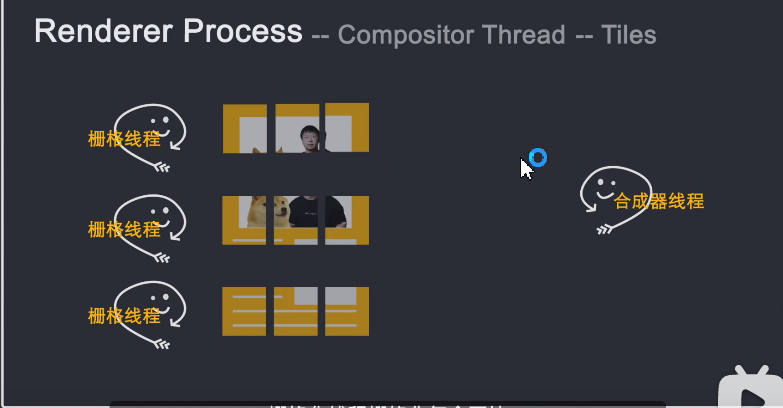 Renderer Process -- Compositor Thread -- Tiles
栅格线程
合成器线程
栅格线程
栅格线程